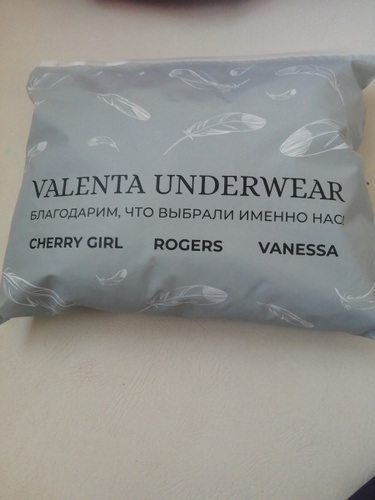 VALENTA UNDERWEAR
БЛАГОДАРИМ, ЧТО ВЫБРАЛИ ИМЕННО НАС!
CHERRY GIRL ROGERS VANESSA